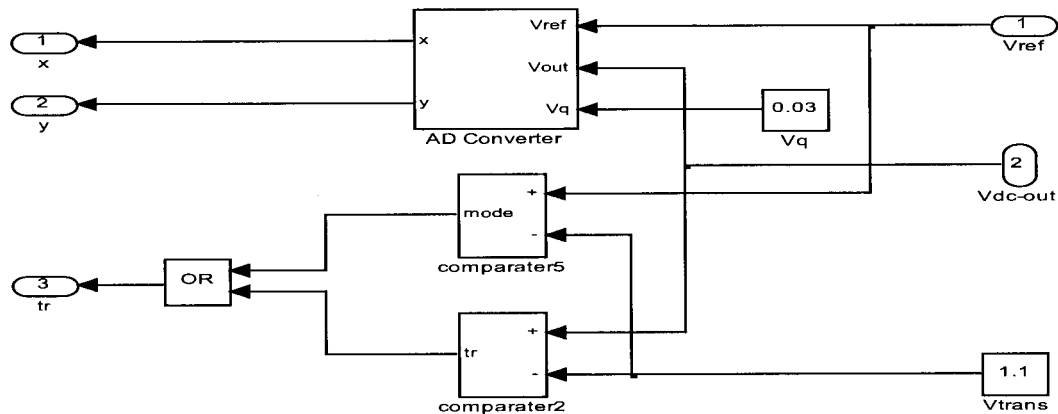 1
x
2
y
x
y
Vref
Vout
Vq
AD Converter
0.03
Vq
1
Vref
2
Vdc-out
mode
+
-
comparater5
OR
3
tr
tr
+
-
comparater2
1.1
Vtrans